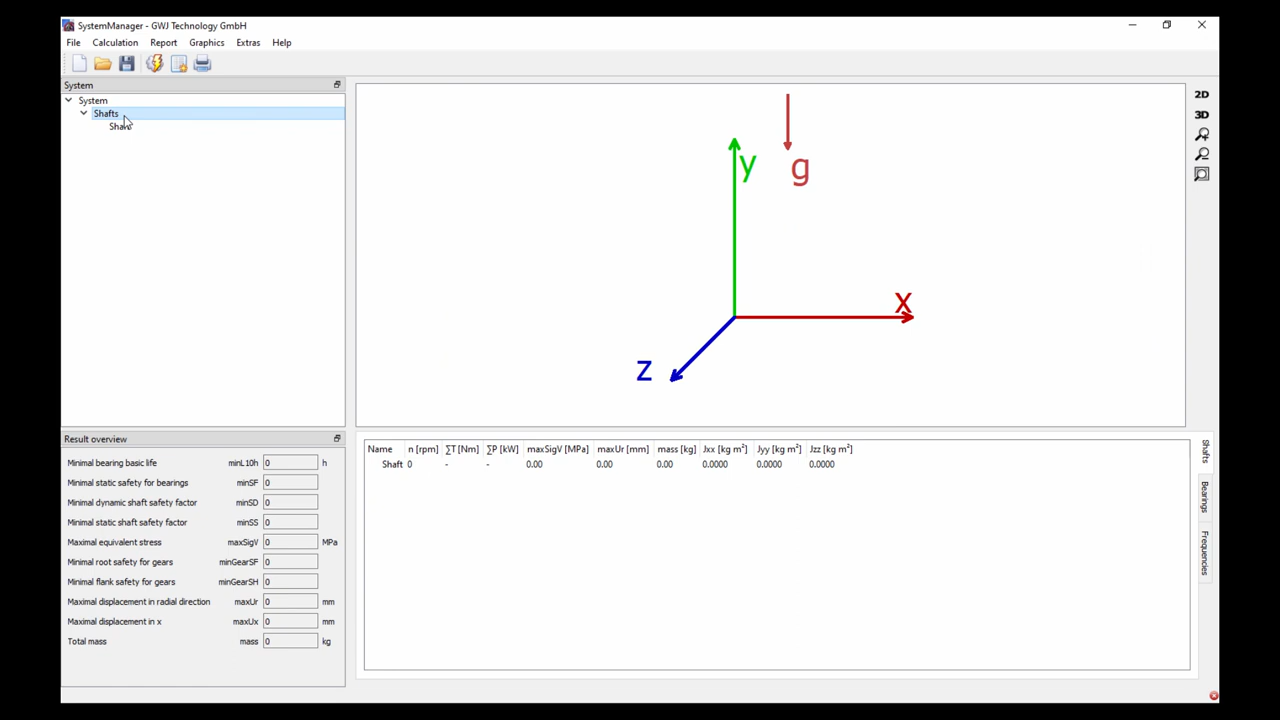 SystemManager - GWJ Technology GmbH
File Calculation Report Graphics Extras Help
System
System
Shafts
Shaft
2D
3D
y
g
x
z
Result overview
Minimal bearing basic life minL10h 0 h
Minimal static safety for bearings minSF 0
Minimal dynamic shaft safety factor minSD 0
Minimal static shaft safety factor minSS 0
Maximal equivalent stress maxSigV 0 MPa
Minimal root safety for gears minGearSF 0
Minimal flank safety for gears minGearSH 0
Maximal displacement in radial direction maxUr 0 mm
Maximal displacement in x maxUx 0 mm
Total mass mass 0 kg
Name n [rpm] ∑T [Nm] ∑P [kW] maxSigV [MPa] maxUr [mm] mass [kg] Jxx [kg m²] Jyy [kg m²] Jzz [kg m²]
Shaft 0 - - 0.00 0.00 0.00 0.0000 0.0000 0.0000
Shafts
Bearings
Frequencies